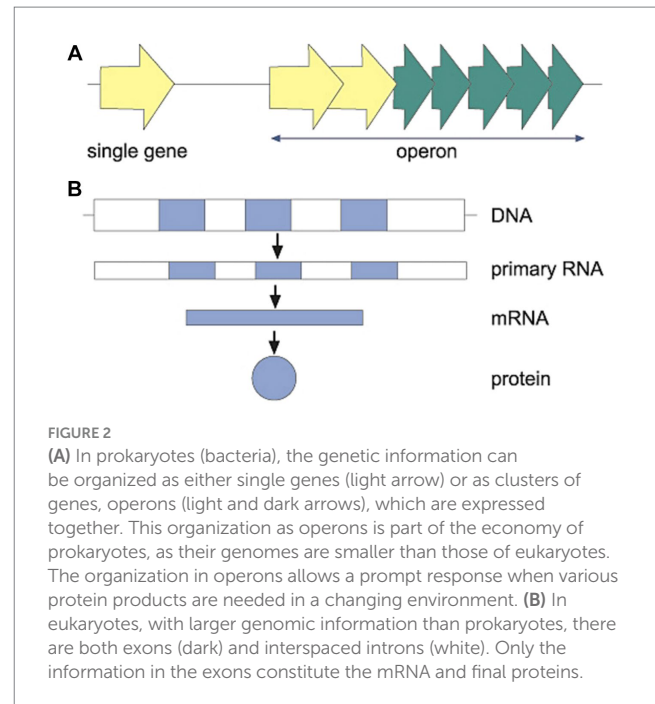 A
single gene
operon
B
DNA
primary RNA
mRNA
protein
FIGURE 2
(A) In prokaryotes (bacteria), the genetic information can
be organized as either single genes (light arrow) or as clusters of
genes, operons (light and dark arrows), which are expressed
together. This organization as operons is part of the economy of
prokaryotes, as their genomes are smaller than those of eukaryotes.
The organization in operons allows a prompt response when various
protein products are needed in a changing environment. (B) In
eukaryotes, with larger genomic information than prokaryotes, there
are both exons (dark) and interspaced introns (white). Only the
information in the exons constitute the mRNA and final proteins.